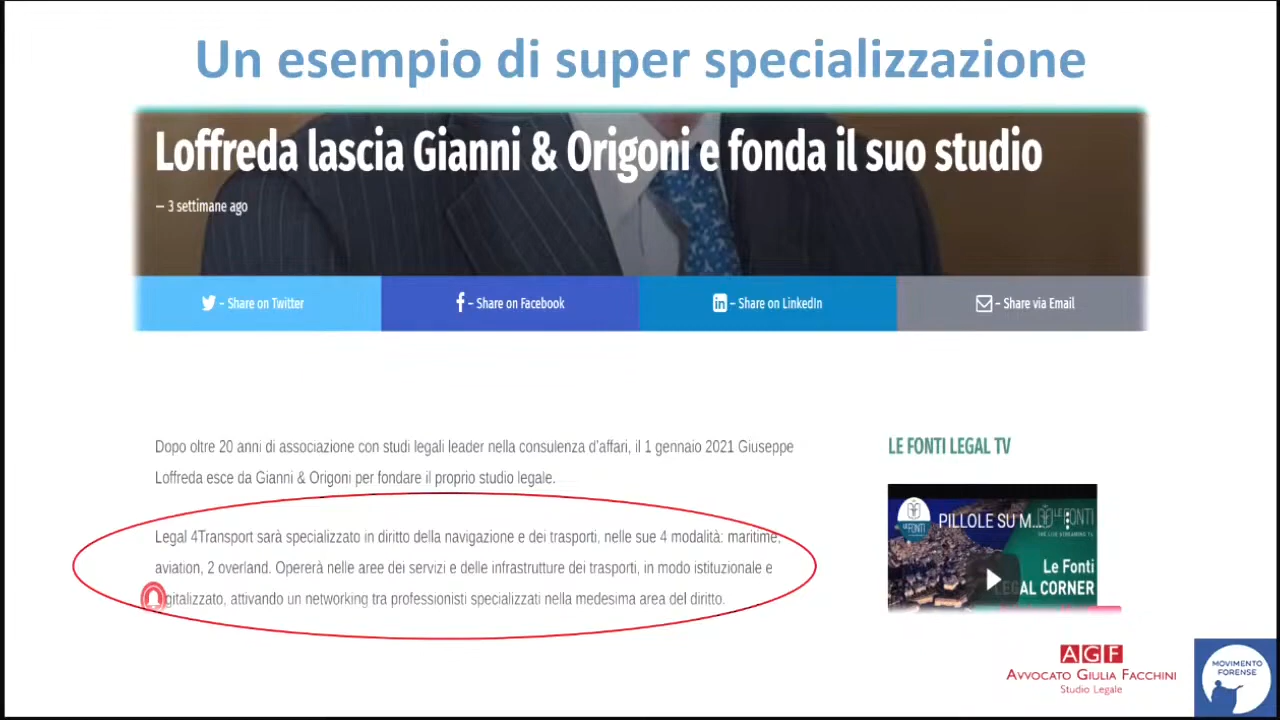 Un esempio di super specializzazione
Loffreda lascia Gianni & Origoni e fonda il suo studio
– 3 settimane ago
– Share on Twitter
– Share on Facebook
– Share on LinkedIn
– Share via Email
Dopo oltre 20 anni di associazione con studi legali leader nella consulenza d'affari, il 1 gennaio 2021 Giuseppe
Loffreda esce da Gianni & Origoni per fondare il proprio studio legale.
Legal 4Transport sarà specializzato in diritto della navigazione e dei trasporti, nelle sue 4 modalità: maritime,
aviation, 2 overland. Opererà nelle aree dei servizi e delle infrastrutture dei trasporti, in modo istituzionale e
igitalizzato, attivando un networking tra professionisti specializzati nella medesima area del diritto.
LE FONTI LEGAL TV
PILLOLE SU M...
LE FONTI
Le Fonti
LEGAL CORNER
AGF
AVVOCATO GIULIA FACCHINI
Studio Legale
MOVIMENTO
FORENSE